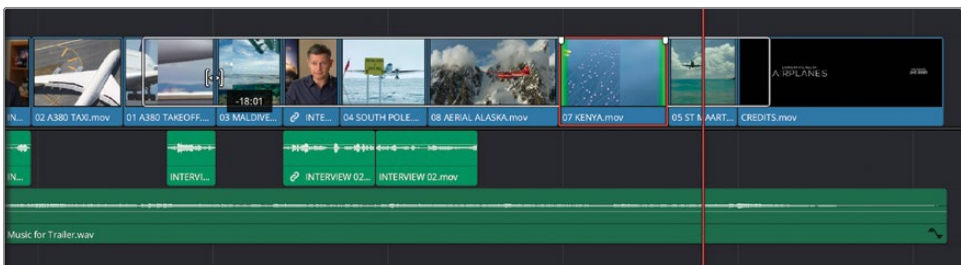 AIRPLANES
-18:01
IN...
02 A380 TAXI.mov
01 A380 TAKEOFF....
03 MALDIVE...
INTE...
04 SOUTH POLE....
08 AERIAL ALASKA.mov
07 KENYA.mov
05 ST MAART...
CREDITS.mov
IN...
INTERVI...
INTERVIEW 02...
INTERVIEW 02.mov
Music for Trailer.wav